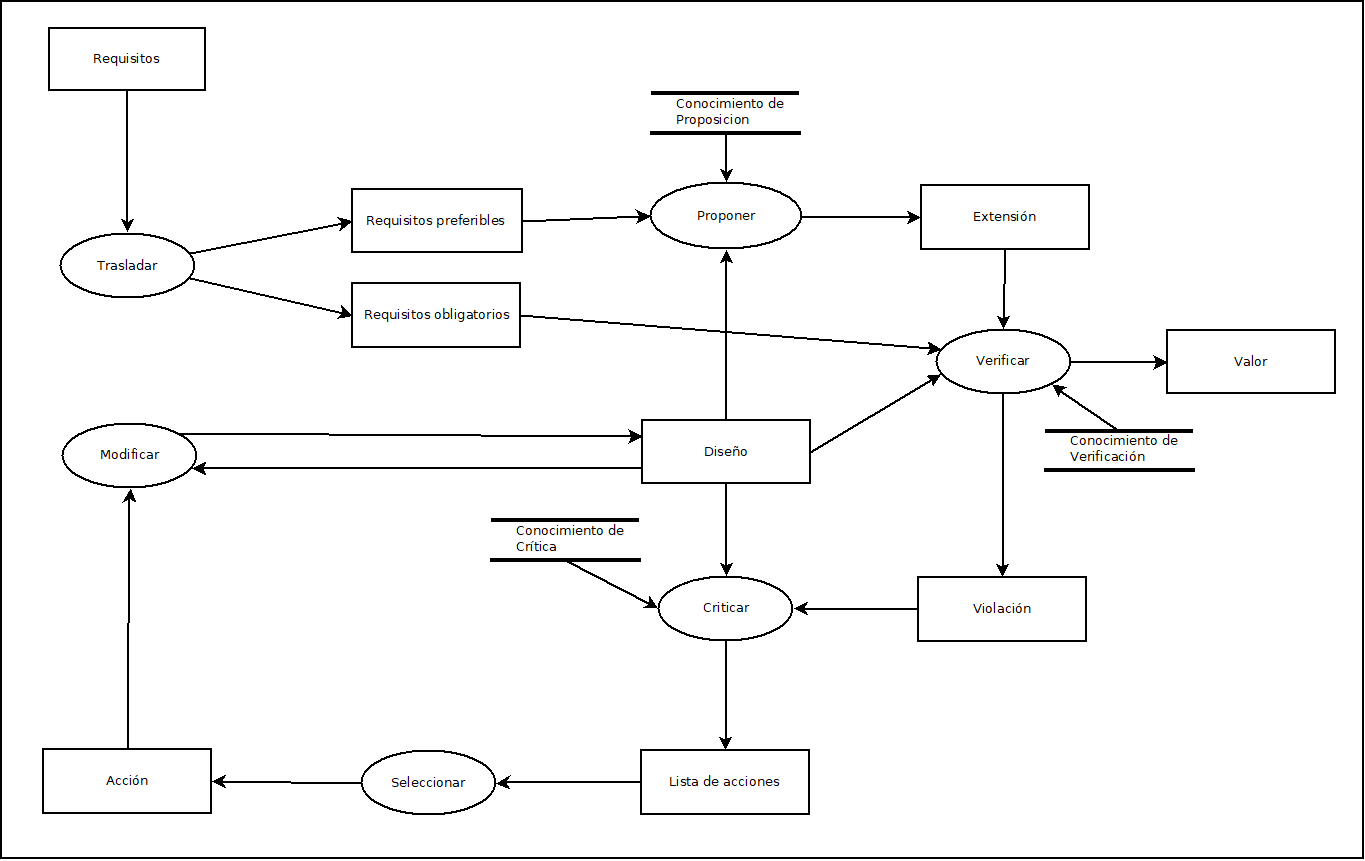 Requisitos
Conocimiento de
Proposicion
Requisitos preferibles
Proponer
Extensión
Trasladar
Requisitos obligatorios
Verificar
Valor
Modificar
Diseño
Conocimiento de
Verificación
Conocimiento de
Crítica
Criticar
Violación
Acción
Seleccionar
Lista de acciones